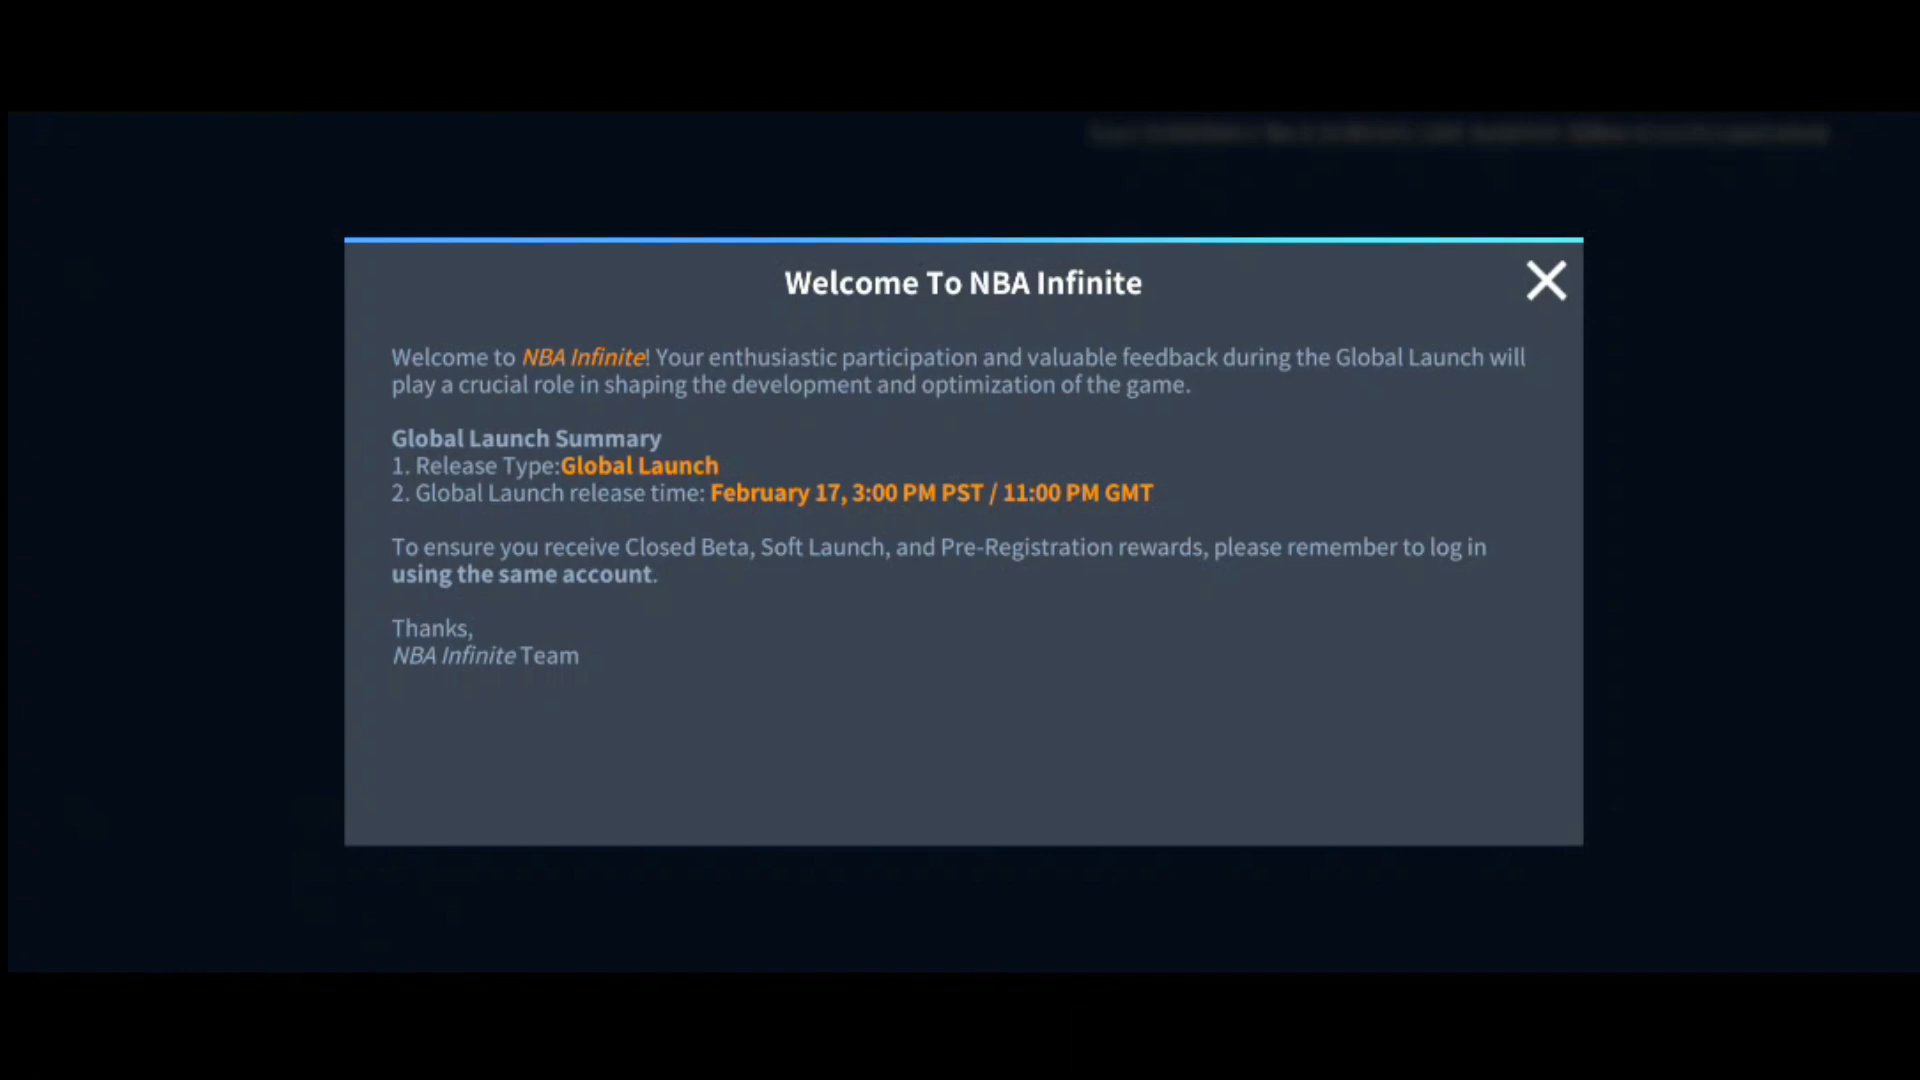 Welcome To NBA Infinite
Welcome to NBA Infinite! Your enthusiastic participation and valuable feedback during the Global Launch will
play a crucial role in shaping the development and optimization of the game.
Global Launch Summary
1. Release Type:Global Launch
2. Global Launch release time: February 17, 3:00 PM PST / 11:00 PM GMT
To ensure you receive Closed Beta, Soft Launch, and Pre-Registration rewards, please remember to log in
using the same account.
Thanks,
NBA Infinite Team